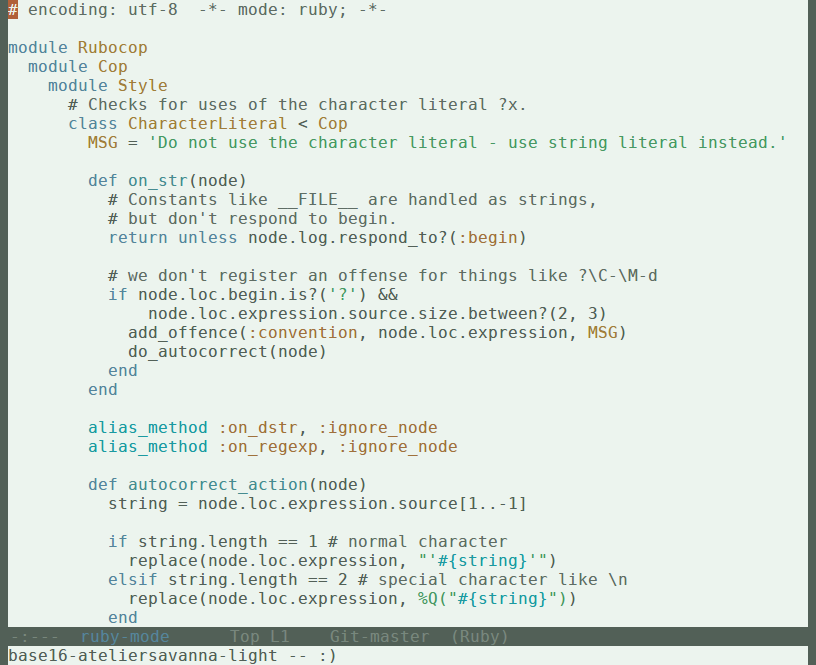 # encoding: utf-8  -*- mode: ruby; -*-

module Rubocop
  module Cop
    module Style
      # Checks for uses of the character literal ?x.
      class CharacterLiteral < Cop
        MSG = 'Do not use the character literal - use string literal instead.'

        def on_str(node)
          # Constants like __FILE__ are handled as strings,
          # but don't respond to begin.
          return unless node.log.respond_to?(:begin)

          # we don't register an offense for things like ?\C-\M-d
          if node.loc.begin.is?('?') &&
              node.loc.expression.source.size.between?(2, 3)
            add_offence(:convention, node.loc.expression, MSG)
            do_autocorrect(node)
          end
        end

        alias_method :on_dstr, :ignore_node
        alias_method :on_regexp, :ignore_node

        def autocorrect_action(node)
          string = node.loc.expression.source[1..-1]

          if string.length == 1 # normal character
            replace(node.loc.expression, "'#{string}'")
          elsif string.length == 2 # special character like \n
            replace(node.loc.expression, %Q("#{string}"))
          end
-:---  ruby-mode      Top L1    Git-master  (Ruby)
base16-ateliersavanna-light -- :)